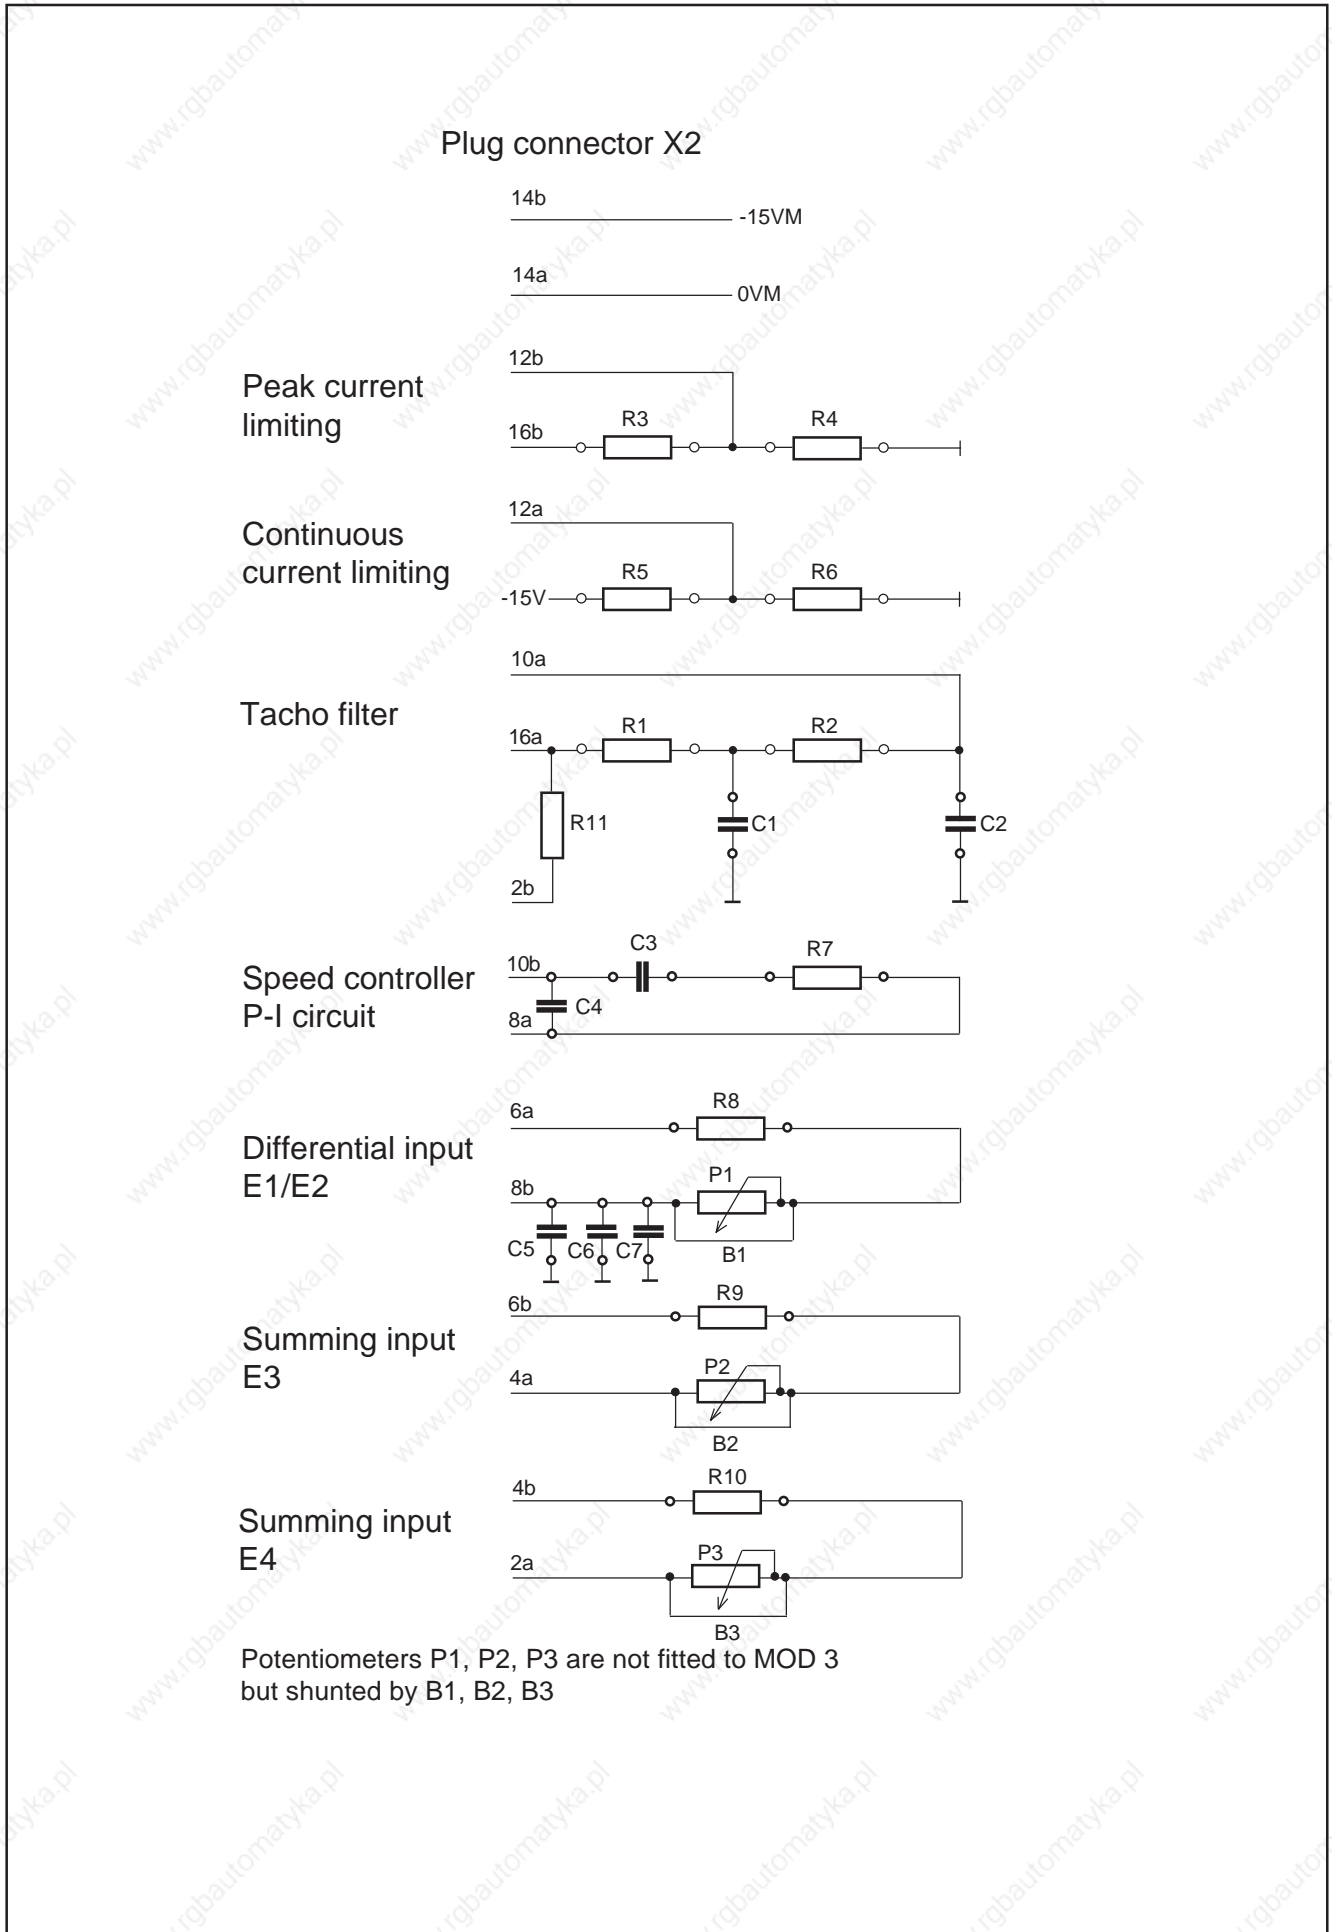 Plug connector X2
14b
-15VM
14a
0VM
12b
Peak current
limiting
R3
R4
16b
12a
Continuous
current limiting
R5
R6
-15V
10a
Tacho filter
R1
R2
16a
R11
C1
C2
2b
C3
R7
10b
Speed controller
P-I circuit
C4
8a
R8
6a
Differential input
E1/E2
P1
8b
C5
C6
C7
B1
R9
6b
Summing input
E3
P2
4a
B2
R10
4b
Summing input
E4
P3
2a
B3
Potentiometers P1, P2, P3 are not fitted to MOD 3
but shunted by B1, B2, B3
www.rgbautomatyka.pl